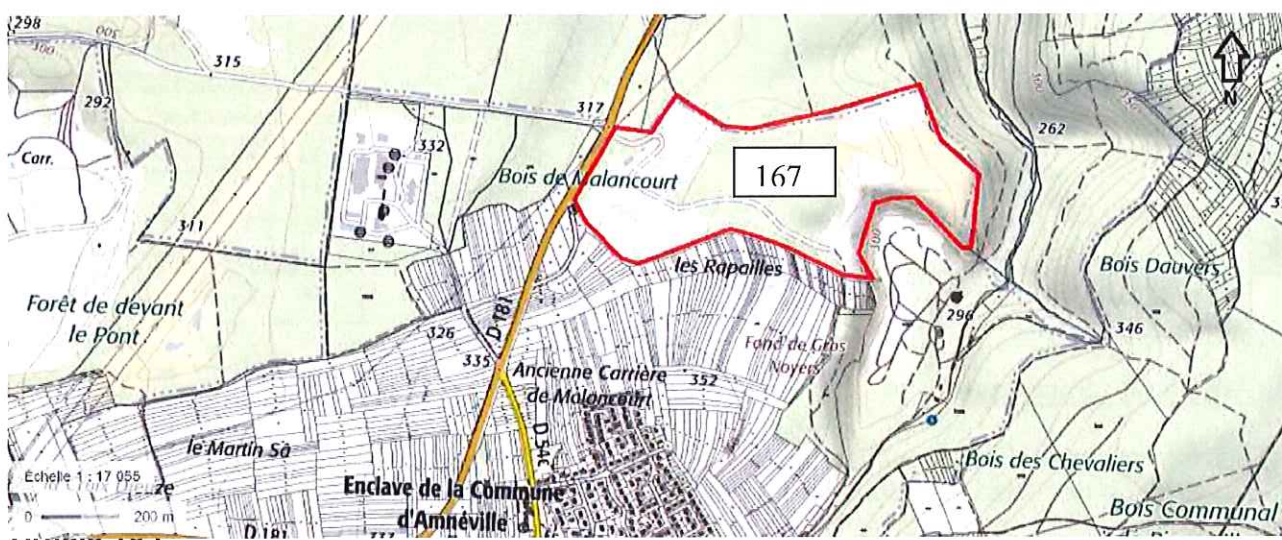 298
300
315
317
292
Carr.
332
262
300
N
Bois de Malancourt
167
311
300
les Rapailles
Bois Dauvers
Forêt de devant
le Pont
326
D 181
296
346
335
Fond de Gros
Noyers
352
Ancienne Carrière
de Malancourt
le Martin Sà
D 54c
Bois des Chevaliers
Échelle 1 : 17 055
Enclave de la Commune
d'Amnéville
Bois Communal
0 200 m
D 181